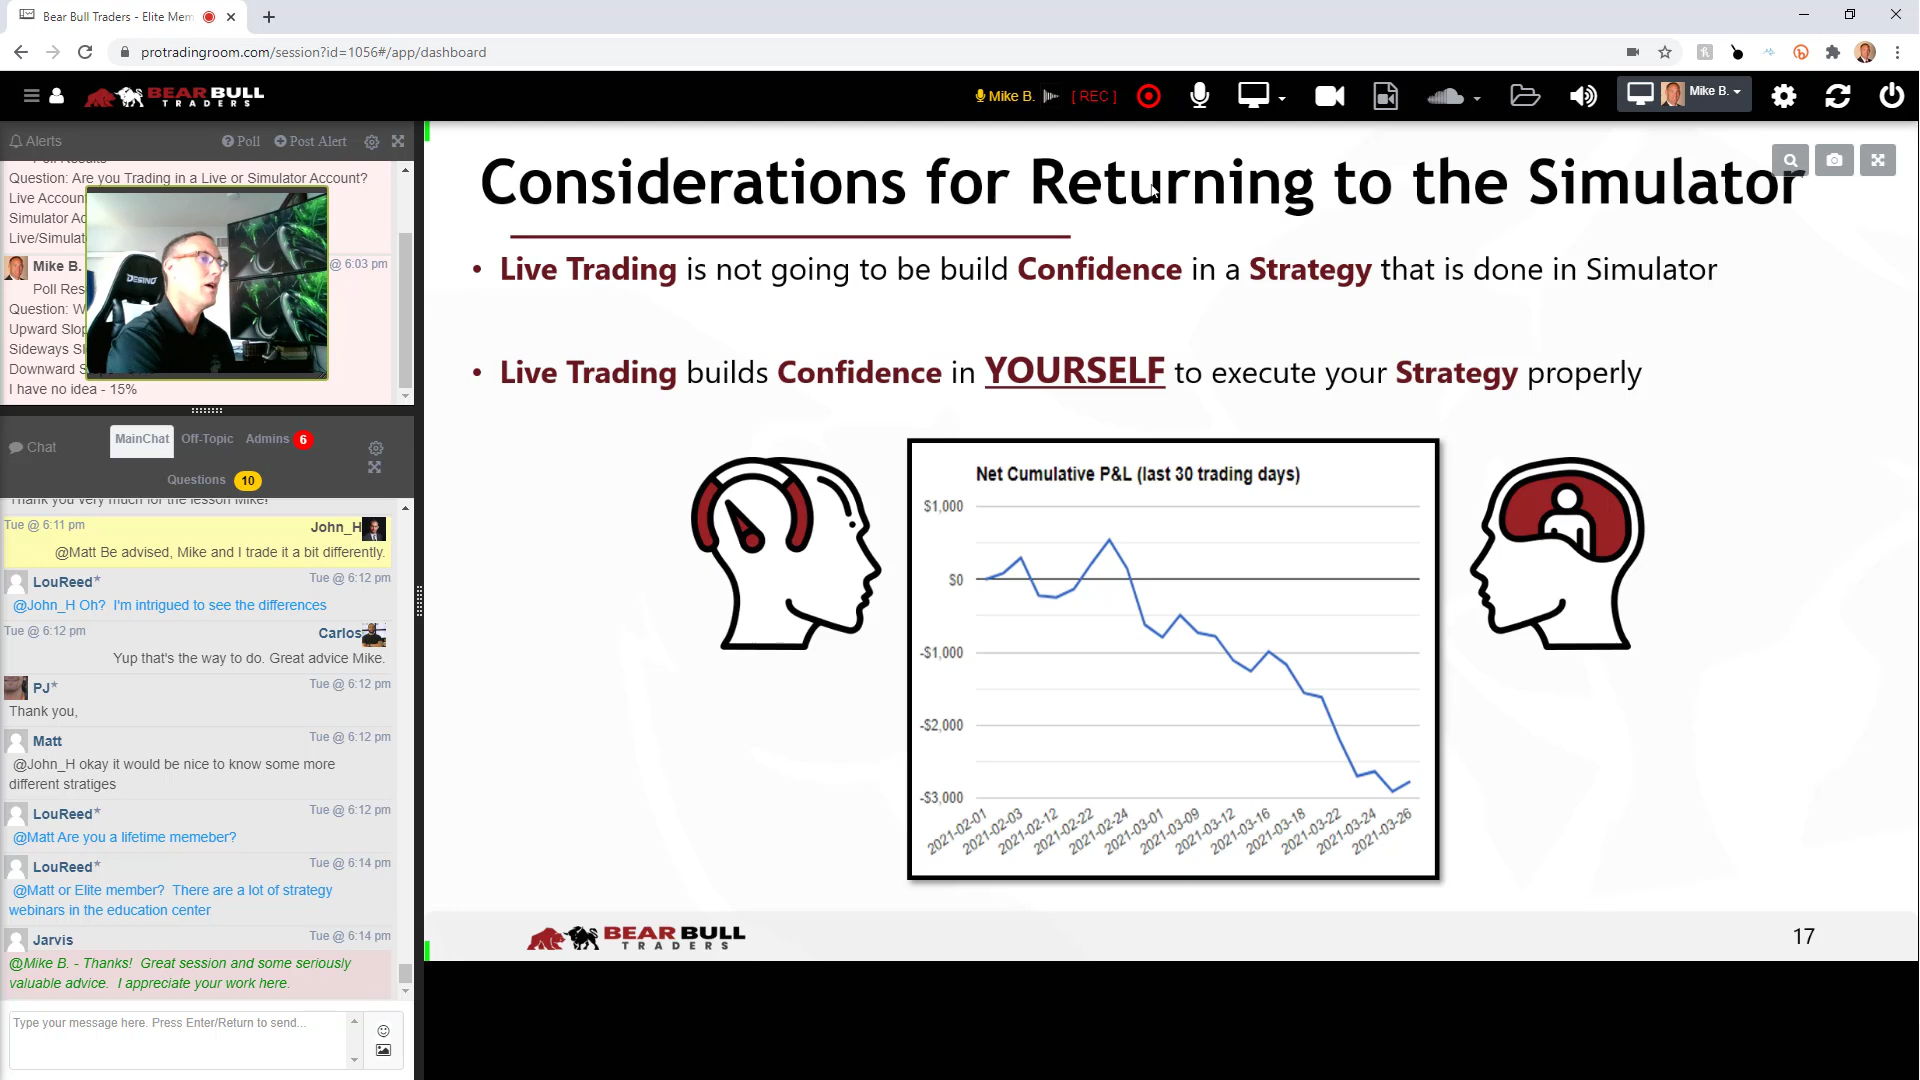 Bear Bull Traders - Elite Mem
protradingroom.com/session?id=1056#/app/dashboard
BEAR BULL
TRADERS
Mike B.
[ REC ]
Mike B.
Alerts
Poll
Post Alert
Poll Results
Question: Are you Trading in a Live or Simulator Account?
Live Accoun
Simulator Ac
Live/Simulat
Mike B.
@ 6:03 pm
Poll Res
Question: W
Upward Slop
Sideways Sl
Downward S
I have no idea - 15%
DESINO
Chat
MainChat
Off-Topic
Admins
6
Questions
10
Thank you very much for the lesson Mike!
Tue @ 6:11 pm
John_H
@Matt Be advised, Mike and I trade it a bit differently.
LouReed*
Tue @ 6:12 pm
@John_H Oh? I'm intrigued to see the differences
Tue @ 6:12 pm
Carlos
Yup that's the way to do. Great advice Mike.
PJ*
Tue @ 6:12 pm
Thank you,
Matt
Tue @ 6:12 pm
@John_H okay it would be nice to know some more
different stratiges
LouReed*
Tue @ 6:12 pm
@Matt Are you a lifetime memeber?
LouReed*
Tue @ 6:14 pm
@Matt or Elite member? There are a lot of strategy
webinars in the education center
Jarvis
Tue @ 6:14 pm
@Mike B. - Thanks! Great session and some seriously
valuable advice. I appreciate your work here.
Type your message here. Press Enter/Return to send...
Considerations for Returning to the Simulator
• Live Trading is not going to be build Confidence in a Strategy that is done in Simulator
• Live Trading builds Confidence in YOURSELF to execute your Strategy properly
Net Cumulative P&L (last 30 trading days)
$1,000
$0
-$1,000
-$2,000
-$3,000
2021-02-01
2021-02-03
2021-02-12
2021-02-22
2021-02-24
2021-03-01
2021-03-09
2021-03-12
2021-03-16
2021-03-18
2021-03-22
2021-03-24
2021-03-26
BEAR BULL
TRADERS
17